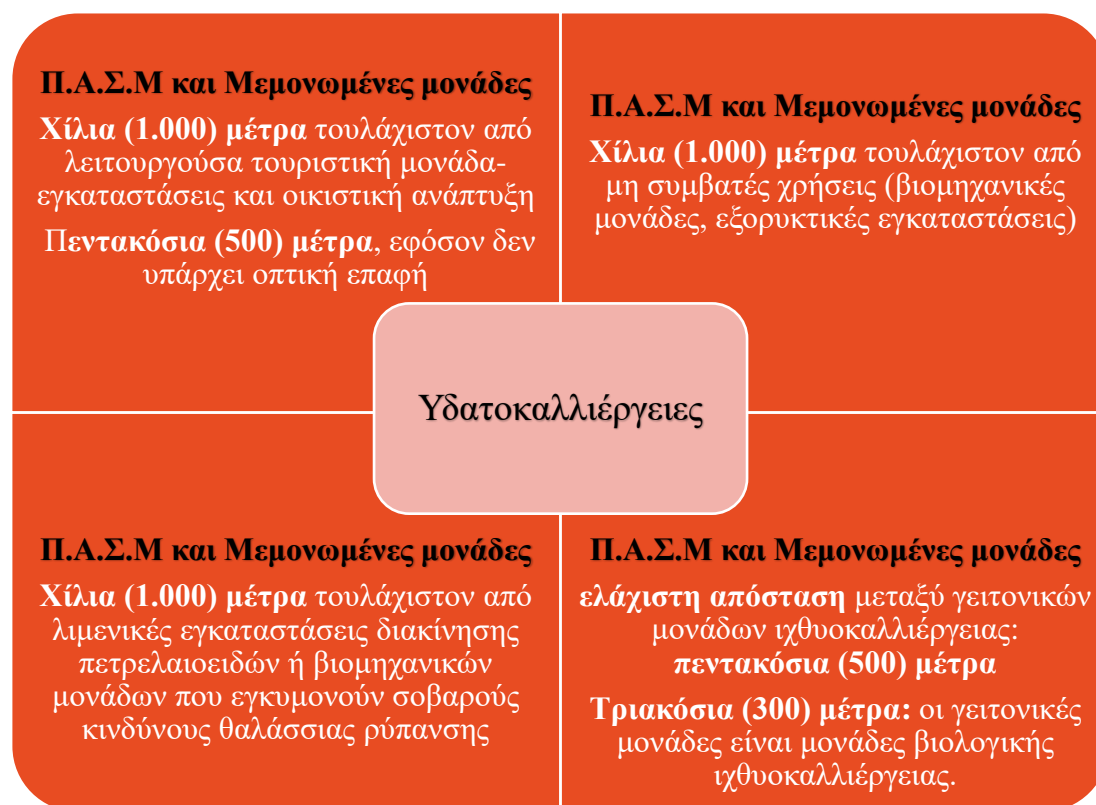 Π.Α.Σ.Μ και Μεμονωμένες μονάδες
Χίλια (1.000) μέτρα τουλάχιστον από
λειτουργούσα τουριστική μονάδα-
εγκαταστάσεις και οικιστική ανάπτυξη
Πεντακόσια (500) μέτρα, εφόσον δεν
υπάρχει οπτική επαφή
Π.Α.Σ.Μ και Μεμονωμένες μονάδες
Χίλια (1.000) μέτρα τουλάχιστον από
μη συμβατές χρήσεις (βιομηχανικές
μονάδες, εξορυκτικές εγκαταστάσεις)
Υδατοκαλλιέργειες
Π.Α.Σ.Μ και Μεμονωμένες μονάδες
Χίλια (1.000) μέτρα τουλάχιστον από
λιμενικές εγκαταστάσεις διακίνησης
πετρελαιοειδών ή βιομηχανικών
μονάδων που εγκυμονούν σοβαρούς
κινδύνους θαλάσσιας ρύπανσης
Π.Α.Σ.Μ και Μεμονωμένες μονάδες
ελάχιστη απόσταση μεταξύ γειτονικών
μονάδων ιχθυοκαλλιέργειας:
πεντακόσια (500) μέτρα
Τριακόσια (300) μέτρα: οι γειτονικές
μονάδες είναι μονάδες βιολογικής
ιχθυοκαλλιέργειας.